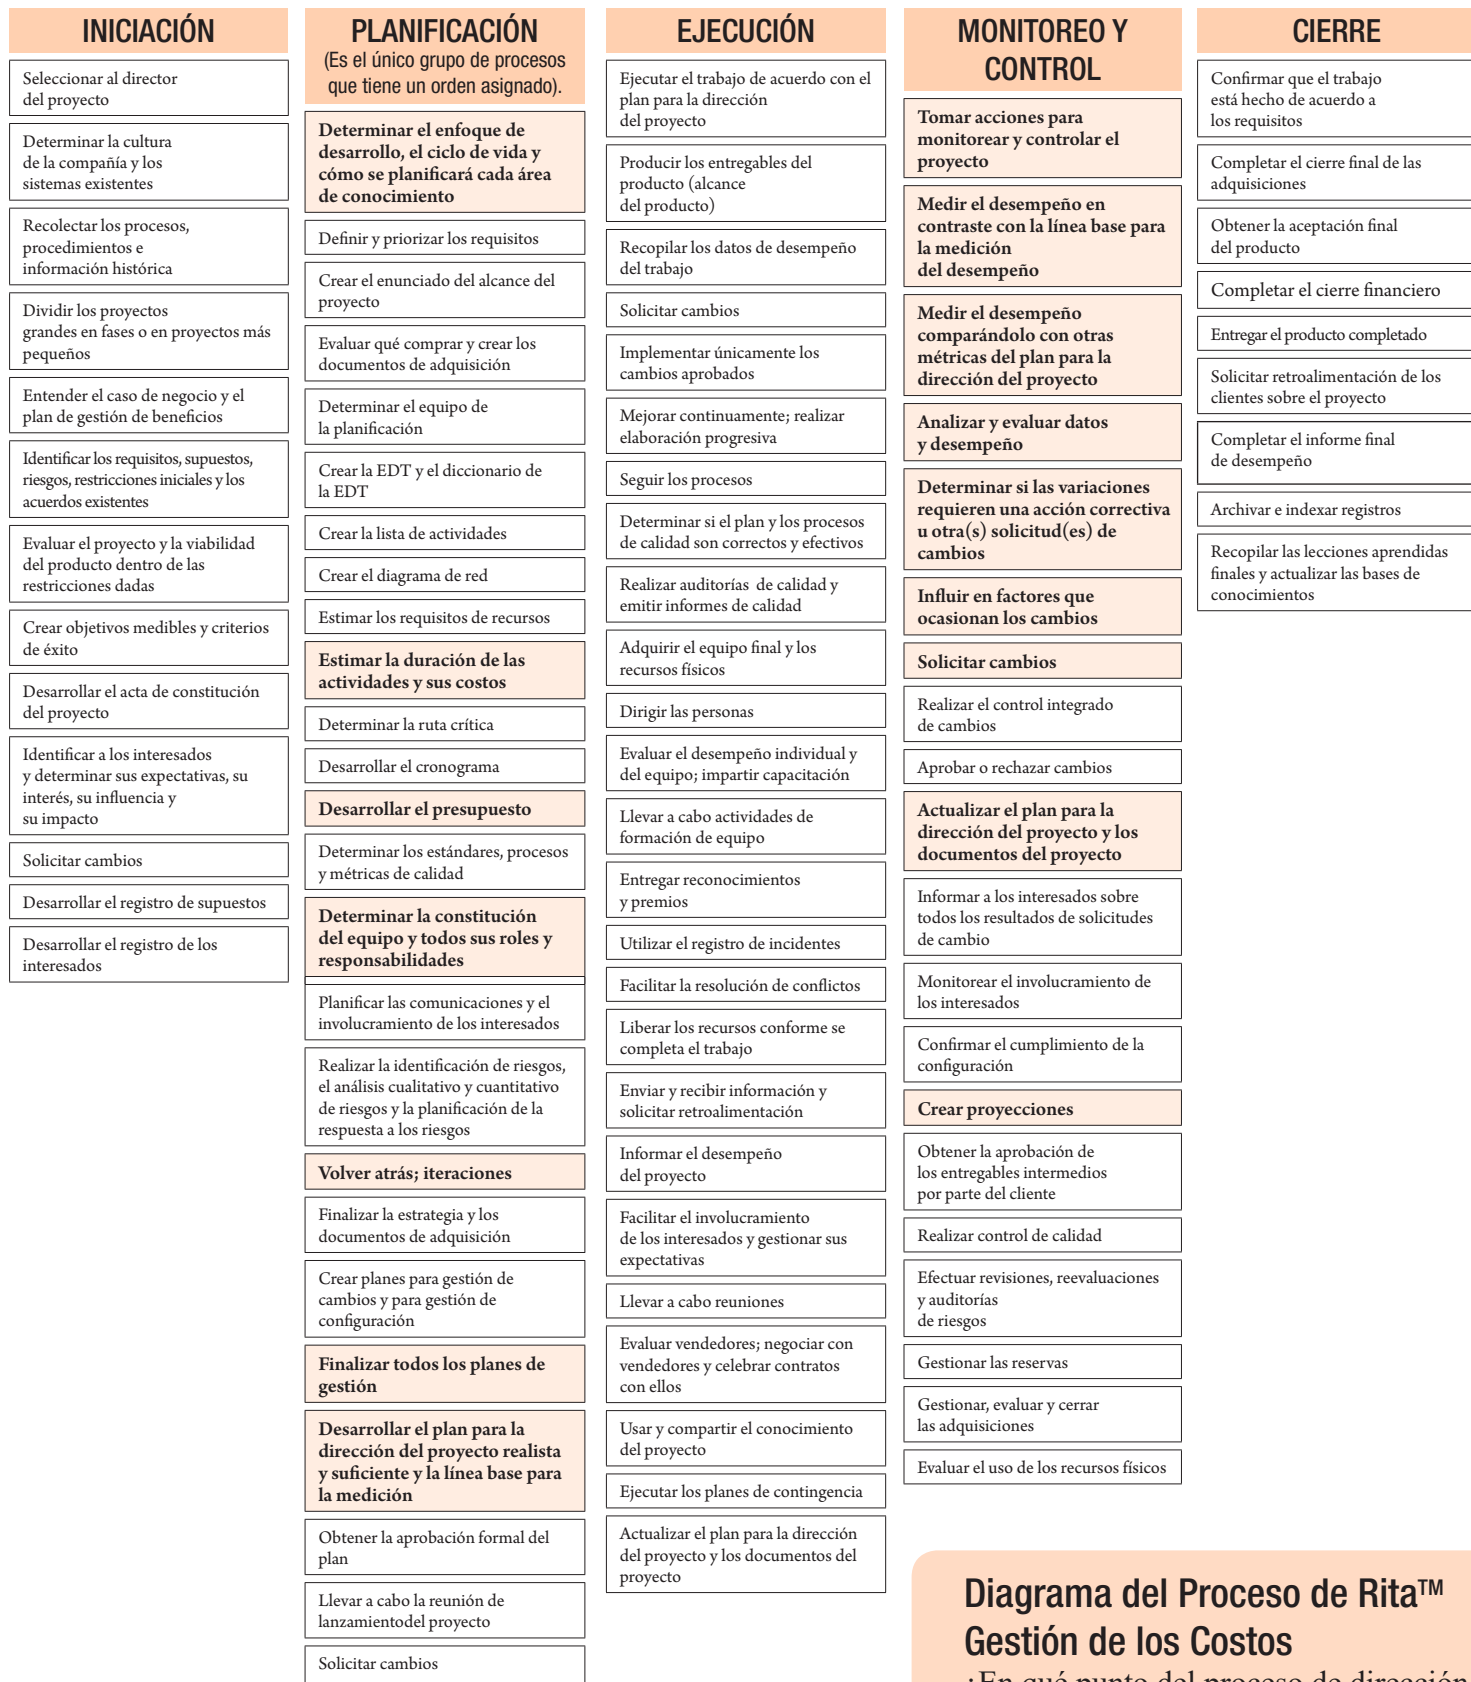 INICIACIÓN
Seleccionar al director
del proyecto
Determinar la cultura
de la compañía y los
sistemas existentes
Recolectar los procesos,
procedimientos e
información histórica
Dividir los proyectos
grandes en fases o en proyectos más
pequeños
Entender el caso de negocio y el
plan de gestión de beneficios
Identificar los requisitos, supuestos,
riesgos, restricciones iniciales y los
acuerdos existentes
Evaluar el proyecto y la viabilidad
del producto dentro de las
restricciones dadas
Crear objetivos medibles y criterios
de éxito
Desarrollar el acta de constitución
del proyecto
Identificar a los interesados
y determinar sus expectativas, su
interés, su influencia y
su impacto
Solicitar cambios
Desarrollar el registro de supuestos
Desarrollar el registro de los
interesados
PLANIFICACIÓN
(Es el único grupo de procesos
que tiene un orden asignado).
Determinar el enfoque de
desarrollo, el ciclo de vida y
cómo se planificará cada área
de conocimiento
Definir y priorizar los requisitos
Crear el enunciado del alcance del
proyecto
Evaluar qué comprar y crear los
documentos de adquisición
Determinar el equipo de
la planificación
Crear la EDT y el diccionario de
la EDT
Crear la lista de actividades
Crear el diagrama de red
Estimar los requisitos de recursos
Estimar la duración de las
actividades y sus costos
Determinar la ruta crítica
Desarrollar el cronograma
Desarrollar el presupuesto
Determinar los estándares, procesos
y métricas de calidad
Determinar la constitución
del equipo y todos sus roles y
responsabilidades
Planificar las comunicaciones y el
involucramiento de los interesados
Realizar la identificación de riesgos,
el análisis cualitativo y cuantitativo
de riesgos y la planificación de la
respuesta a los riesgos
Volver atrás; iteraciones
Finalizar la estrategia y los
documentos de adquisición
Crear planes para gestión de
cambios y para gestión de
configuración
Finalizar todos los planes de
gestión
Desarrollar el plan para la
dirección del proyecto realista
y suficiente y la línea base para
la medición
Obtener la aprobación formal del
plan
Llevar a cabo la reunión de
lanzamientodel proyecto
Solicitar cambios
EJECUCIÓN
Ejecutar el trabajo de acuerdo con el
plan para la dirección
del proyecto
Producir los entregables del
producto (alcance
del producto)
Recopilar los datos de desempeño
del trabajo
Solicitar cambios
Implementar únicamente los
cambios aprobados
Mejorar continuamente; realizar
elaboración progresiva
Seguir los procesos
Determinar si el plan y los procesos
de calidad son correctos y efectivos
Realizar auditorías de calidad y
emitir informes de calidad
Adquirir el equipo final y los
recursos físicos
Dirigir las personas
Evaluar el desempeño individual y
del equipo; impartir capacitación
Llevar a cabo actividades de
formación de equipo
Entregar reconocimientos
y premios
Utilizar el registro de incidentes
Facilitar la resolución de conflictos
Liberar los recursos conforme se
completa el trabajo
Enviar y recibir información y
solicitar retroalimentación
Informar el desempeño
del proyecto
Facilitar el involucramiento
de los interesados y gestionar sus
expectativas
Llevar a cabo reuniones
Evaluar vendedores; negociar con
vendedores y celebrar contratos
con ellos
Usar y compartir el conocimiento
del proyecto
Ejecutar los planes de contingencia
Actualizar el plan para la dirección
del proyecto y los documentos del
proyecto
MONITOREO Y
CONTROL
Tomar acciones para
monitorear y controlar el
proyecto
Medir el desempeño en
contraste con la línea base para
la medición
del desempeño
Medir el desempeño
comparándolo con otras
métricas del plan para la
dirección del proyecto
Analizar y evaluar datos
y desempeño
Determinar si las variaciones
requieren una acción correctiva
u otra(s) solicitud(es) de
cambios
Influir en factores que
ocasionan los cambios
Solicitar cambios
Realizar el control integrado
de cambios
Aprobar o rechazar cambios
Actualizar el plan para la
dirección del proyecto y los
documentos del proyecto
Informar a los interesados sobre
todos los resultados de solicitudes
de cambio
Monitorear el involucramiento de
los interesados
Confirmar el cumplimiento de la
configuración
Crear proyecciones
Obtener la aprobación de
los entregables intermedios
por parte del cliente
Realizar control de calidad
Efectuar revisiones, reevaluaciones
y auditorías
de riesgos
Gestionar las reservas
Gestionar, evaluar y cerrar
las adquisiciones
Evaluar el uso de los recursos físicos
CIERRE
Confirmar que el trabajo
está hecho de acuerdo a
los requisitos
Completar el cierre final de las
adquisiciones
Obtener la aceptación final
del producto
Completar el cierre financiero
Entregar el producto completado
Solicitar retroalimentación de los
clientes sobre el proyecto
Completar el informe final
de desempeño
Archivar e indexar registros
Recopilar las lecciones aprendidas
finales y actualizar las bases de
conocimientos
Diagrama del Proceso de Rita™
Gestión de los Costos
¿En qué punto del proceso de dirección